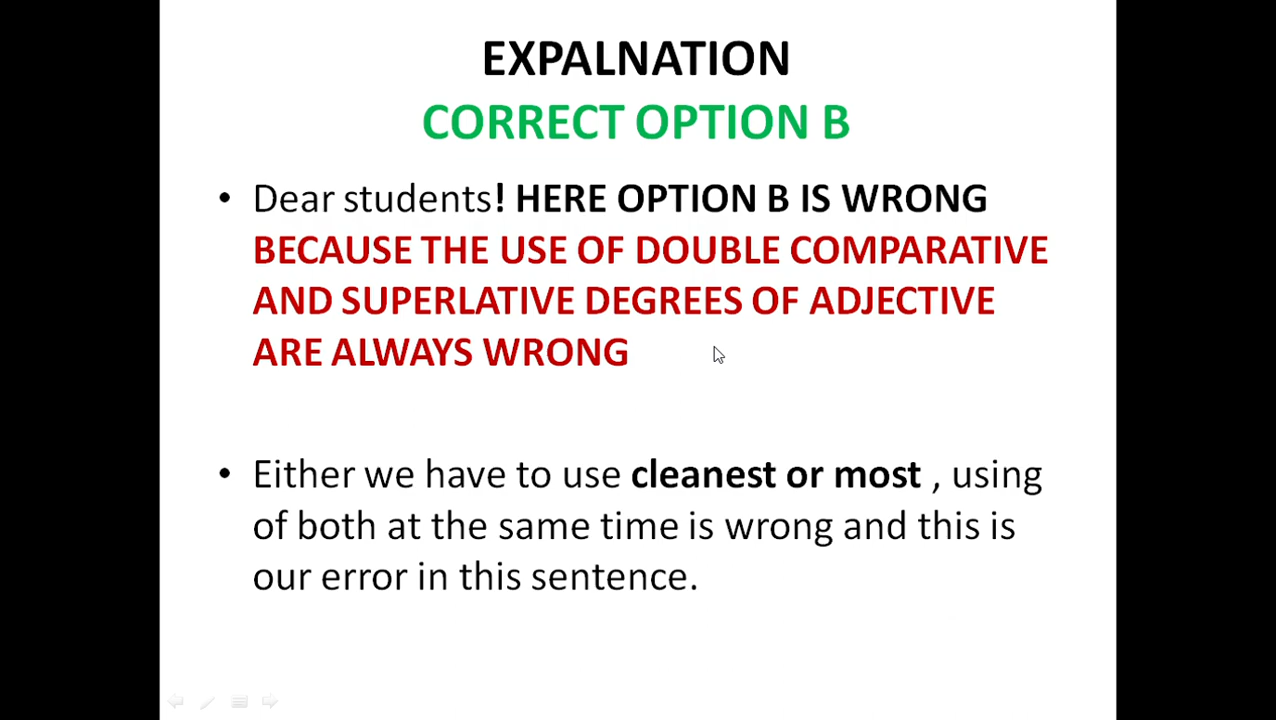 EXPALNATION
CORRECT OPTION B
• Dear students! HERE OPTION B IS WRONG
BECAUSE THE USE OF DOUBLE COMPARATIVE
AND SUPERLATIVE DEGREES OF ADJECTIVE
ARE ALWAYS WRONG
• Either we have to use cleanest or most , using
of both at the same time is wrong and this is
our error in this sentence.